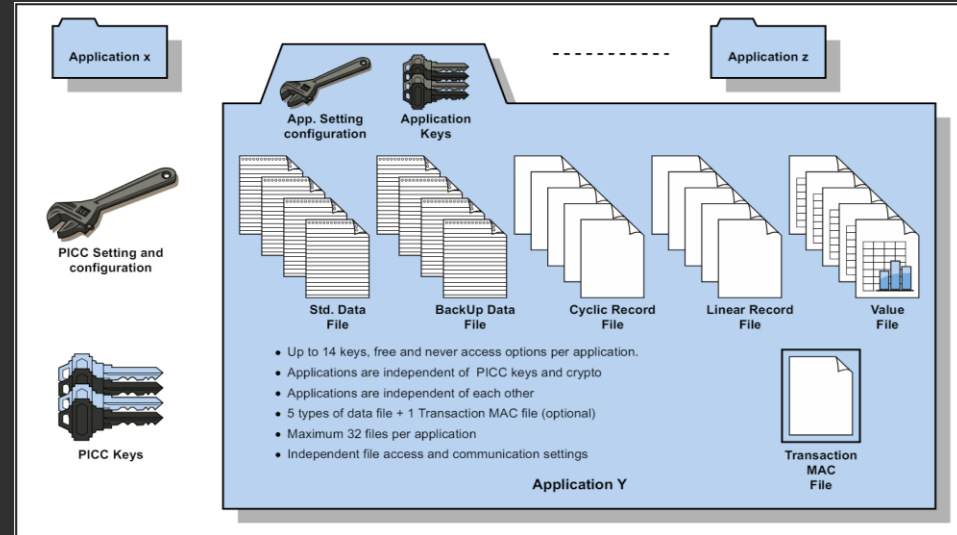 Application x
Application z
App. Setting
configuration
Application
Keys
PICC Setting and
configuration
Std. Data
File
BackUp Data
File
Cyclic Record
File
Linear Record
File
Value
File
• Up to 14 keys, free and never access options per application.
• Applications are independent of PICC keys and crypto
• Applications are independent of each other
• 5 types of data file + 1 Transaction MAC file (optional)
• Maximum 32 files per application
• Independent file access and communication settings
PICC Keys
Transaction
MAC
File
Application Y